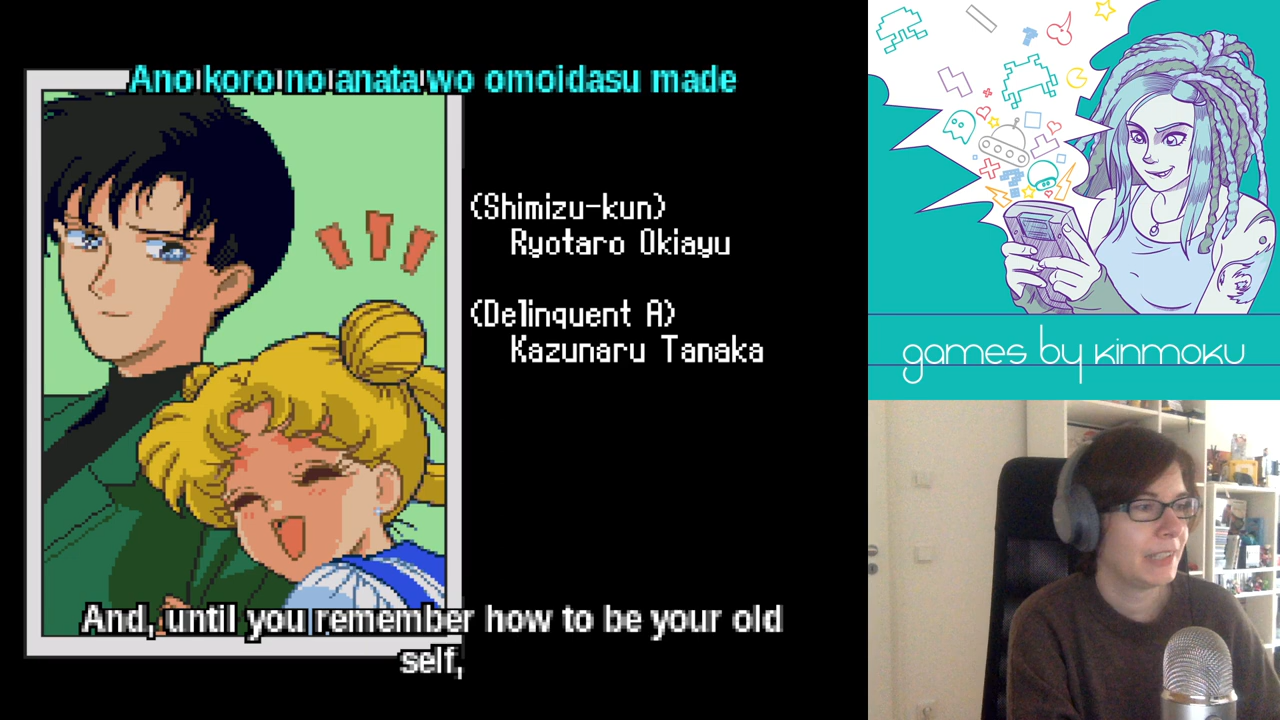 Ano koro no anata wo omoidasu made
(Shimizu-kun)
Ryotaro Okiayu
(Delinquent A)
Kazunaru Tanaka
And, until you remember how to be your old
self,
games by kinmoku